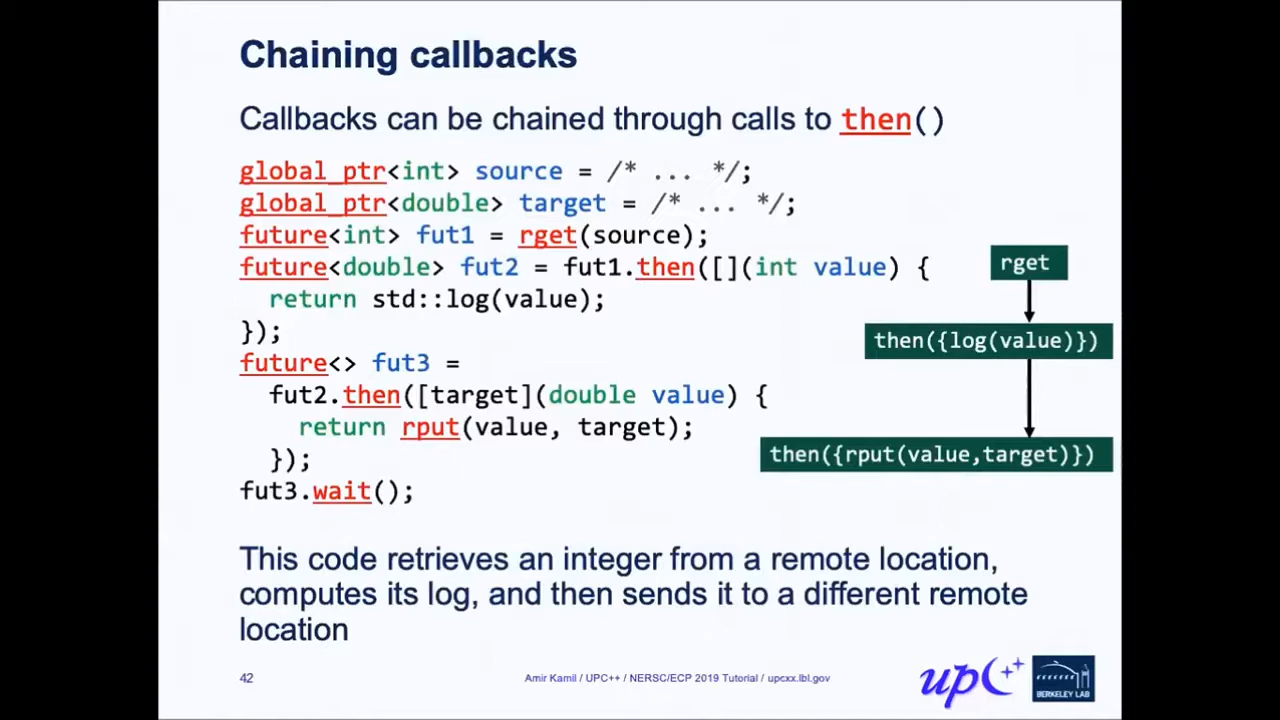 Chaining callbacks
Callbacks can be chained through calls to then()
global_ptr<int> source = /* ... */;
global_ptr<double> target = /* ... */;
future<int> fut1 = rget(source);
future<double> fut2 = fut1.then([](int value) {
return std::log(value);
});
future<> fut3 =
fut2.then([target](double value) {
return rput(value, target);
});
fut3.wait();
rget
then({log(value)})
then({rput(value,target)})
This code retrieves an integer from a remote location,
computes its log, and then sends it to a different remote
location
42
Amir Kamil / UPC++ / NERSC/ECP 2019 Tutorial / upcxx.lbl.gov
upC++
BERKELEY LAB